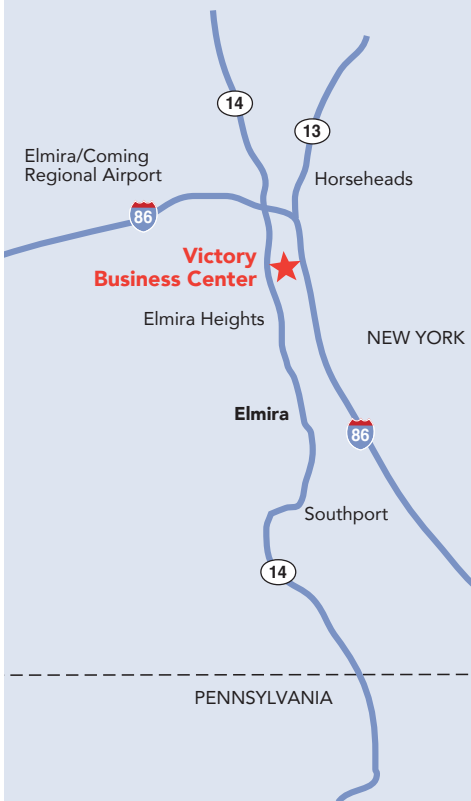 14
13
Elmira/Coming
Regional Airport
Horseheads
86
Victory
Business Center
Elmira Heights
NEW YORK
Elmira
86
Southport
14
PENNSYLVANIA